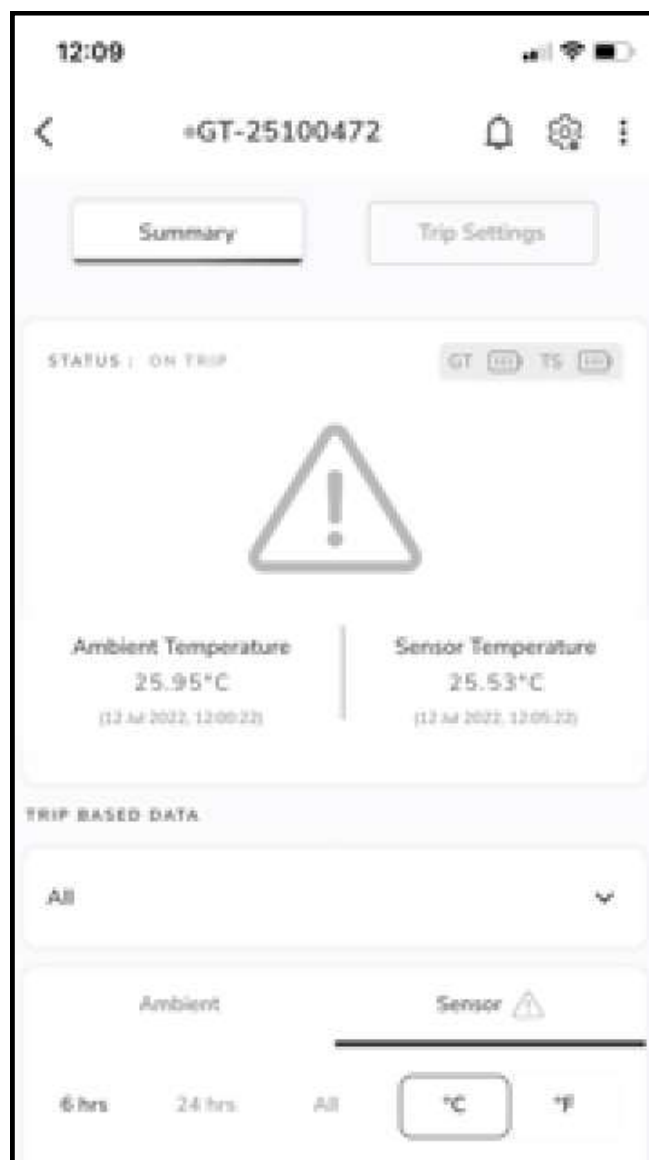 12:09
GT-25100472
Summary
Trip Settings
STATUS : ON TRIP
GT TS
Ambient Temperature
25.95°C
(12 Jul 2022, 12:00:22)
Sensor Temperature
25.53°C
(12 Jul 2022, 12:05:22)
TRIP BASED DATA
All
Ambient
Sensor
6 hrs
24 hrs
All
°C
°F